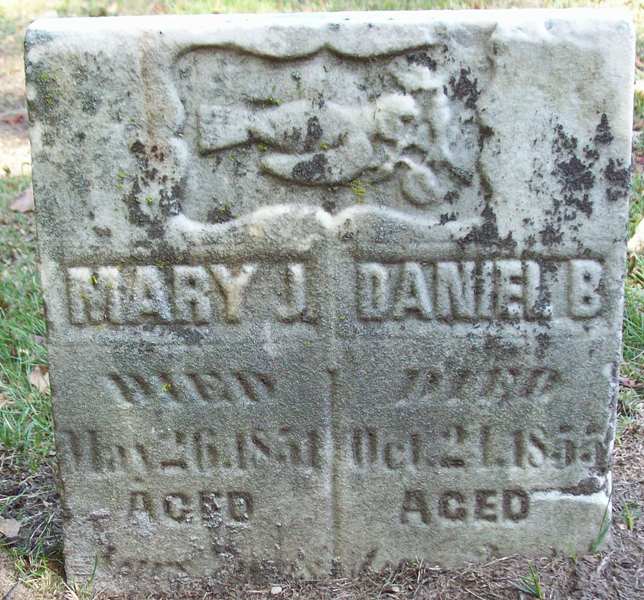 MARY J. DANIEL B.
DIED DIED
May 26. 1851 Oct. 21. 1855
AGED AGED